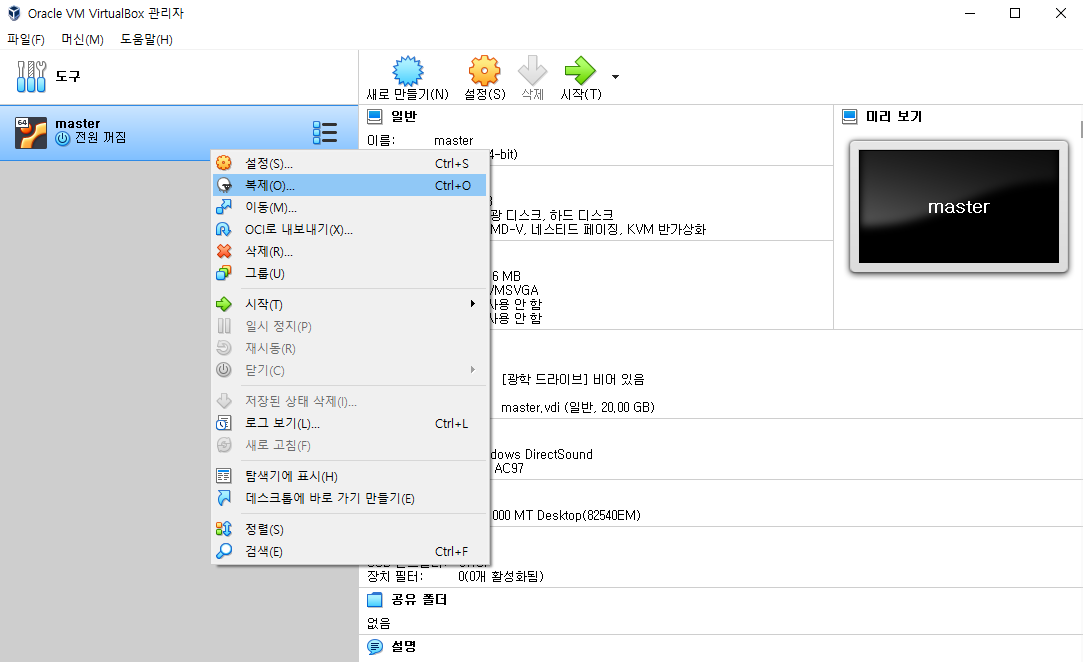 Oracle VM VirtualBox 관리자
파일(F) 머신(M) 도움말(H)
도구
새로 만들기(N) 설정(S) 삭제 시작(T)
64
master
전원 꺼짐
일반
이름: master
4-bit)
미리 보기
master
설정(S)... Ctrl+S
복제(O)... Ctrl+O
이동(M)...
OCI로 내보내기(X)...
삭제(R)...
그룹(U)
시작(T)
일시 정지(P)
재시동(R)
닫기(C)
저장된 상태 삭제(I)...
로그 보기(L)... Ctrl+L
새로 고침(F)
탐색기에 표시(H)
데스크톱에 바로 가기 만들기(E)
정렬(S)
검색(E) Ctrl+F
광 디스크, 하드 디스크
MD-V, 네스티드 페이징, KVM 반가상화
6 MB
VMSVGA
사용 안 함
사용 안 함
[광학 드라이브] 비어 있음
master.vdi (일반, 20,00 GB)
dows DirectSound
AC97
000 MT Desktop(82540EM)
장치 필터: 0(0개 활성화됨)
공유 폴더
없음
설명